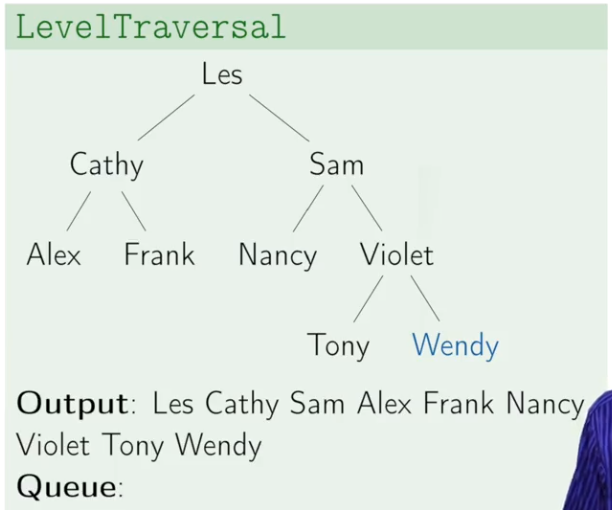 LevelTraversal
Les
Cathy Sam
Alex Frank Nancy Violet
Tony Wendy
Output: Les Cathy Sam Alex Frank Nancy
Violet Tony Wendy
Queue: